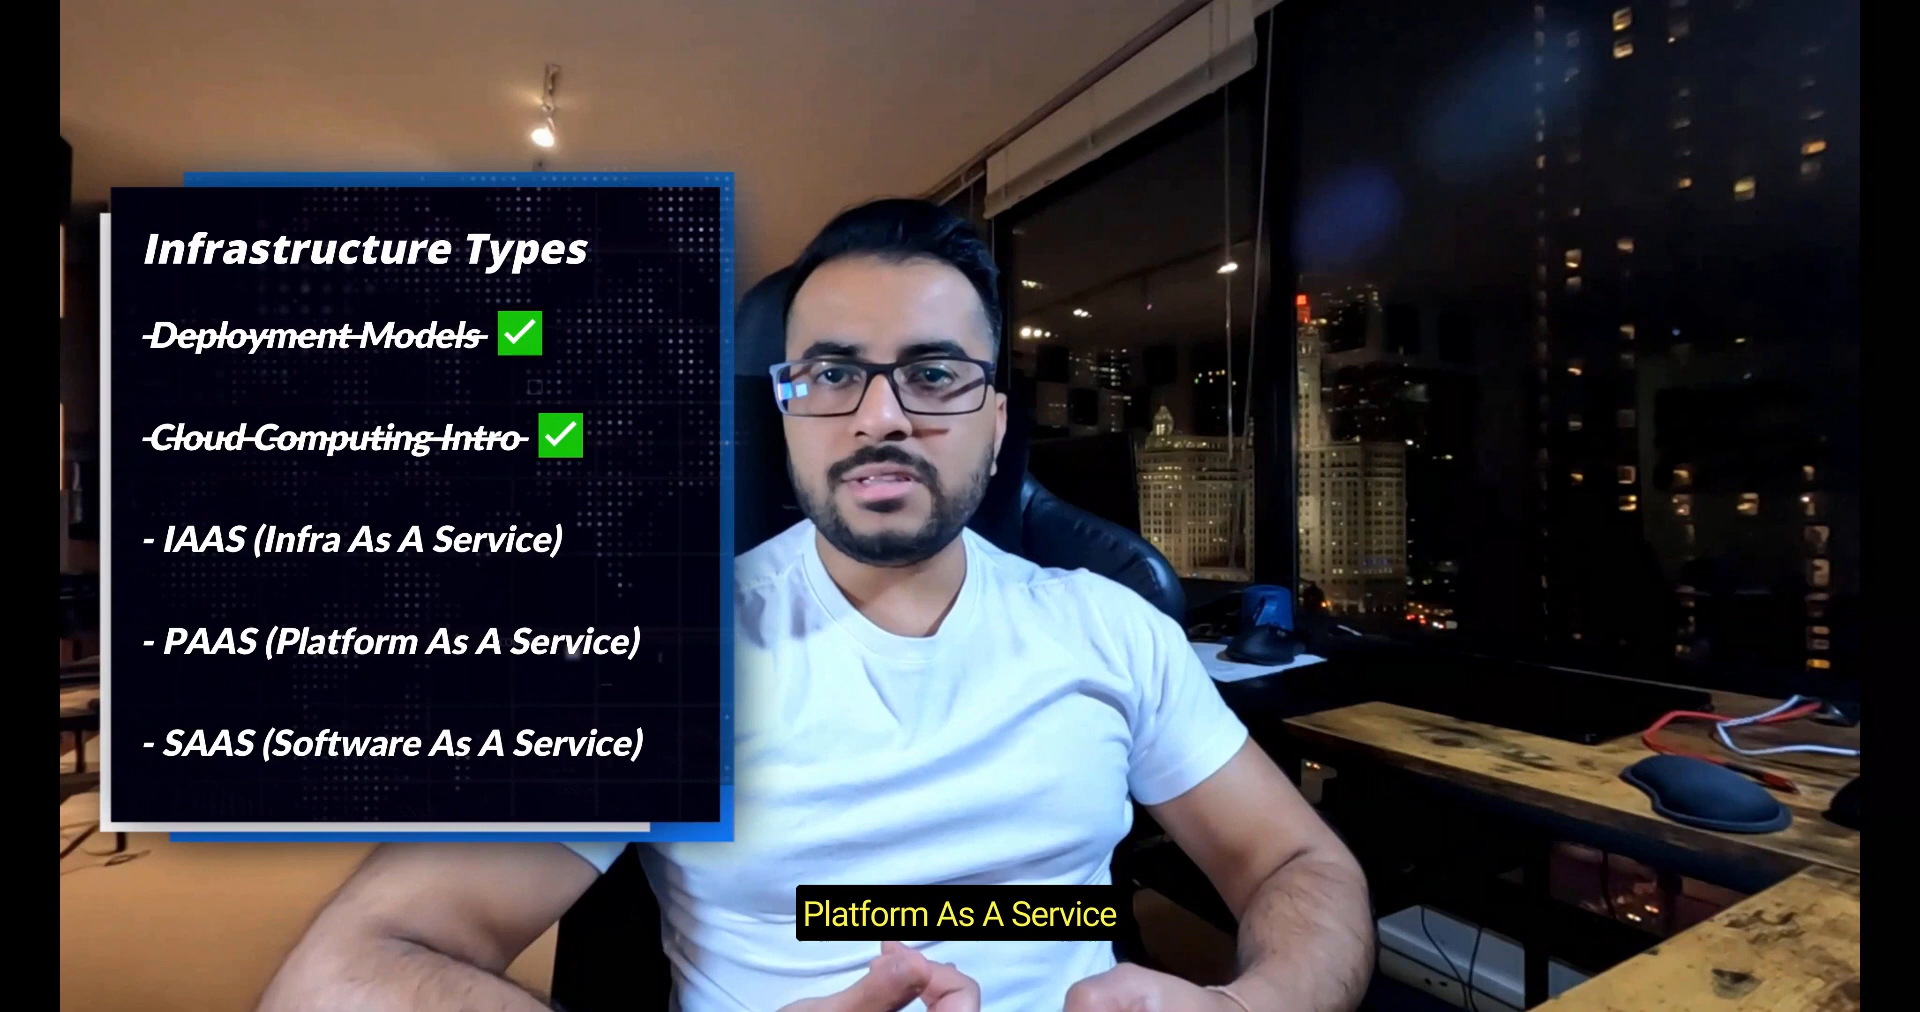 Infrastructure Types
- Deployment Models - ✅
- Cloud Computing Intro - ✅
- IAAS (Infra As A Service)
- PAAS (Platform As A Service)
- SAAS (Software As A Service)
Platform As A Service